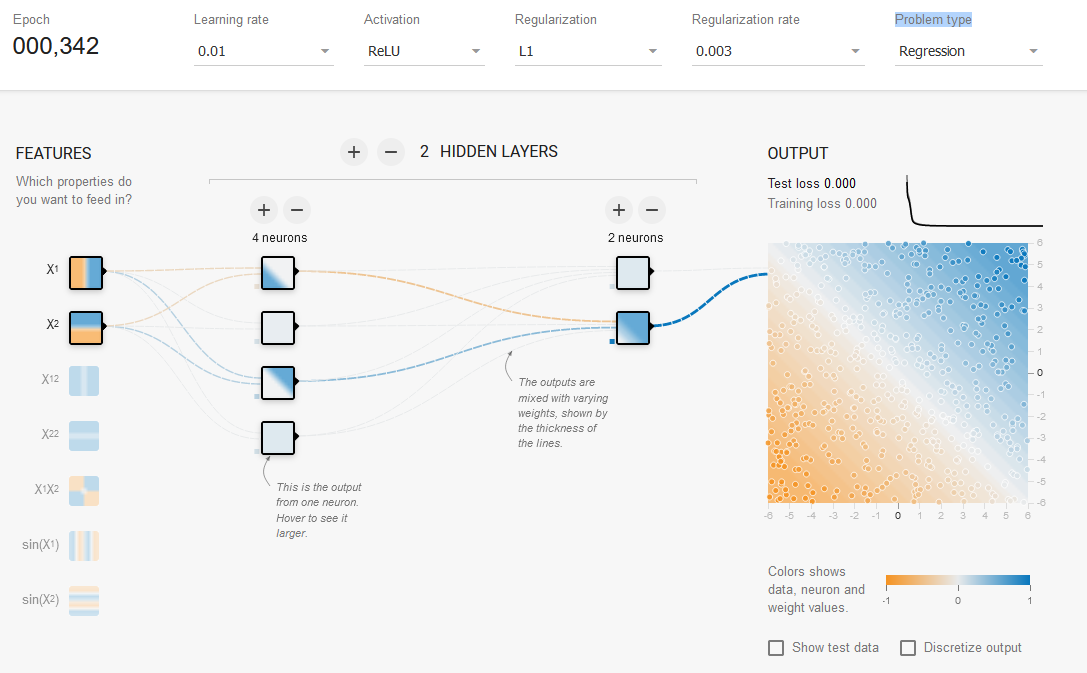 Epoch
000,342
Learning rate
0.01
Activation
ReLU
Regularization
L1
Regularization rate
0.003
Problem type
Regression
FEATURES
Which properties do
you want to feed in?
+ − 2 HIDDEN LAYERS
+ −
4 neurons
+ −
2 neurons
OUTPUT
Test loss 0.000
Training loss 0.000
X1
X2
X12
X22
X1X2
sin(X1)
sin(X2)
The outputs are
mixed with varying
weights, shown by
the thickness of
the lines.
This is the output
from one neuron.
Hover to see it
larger.
6
5
4
3
2
1
0
-1
-2
-3
-4
-5
-6
-6 -5 -4 -3 -2 -1 0 1 2 3 4 5 6
Colors shows
data, neuron and
weight values.
-1 0 1
Show test data
Discretize output